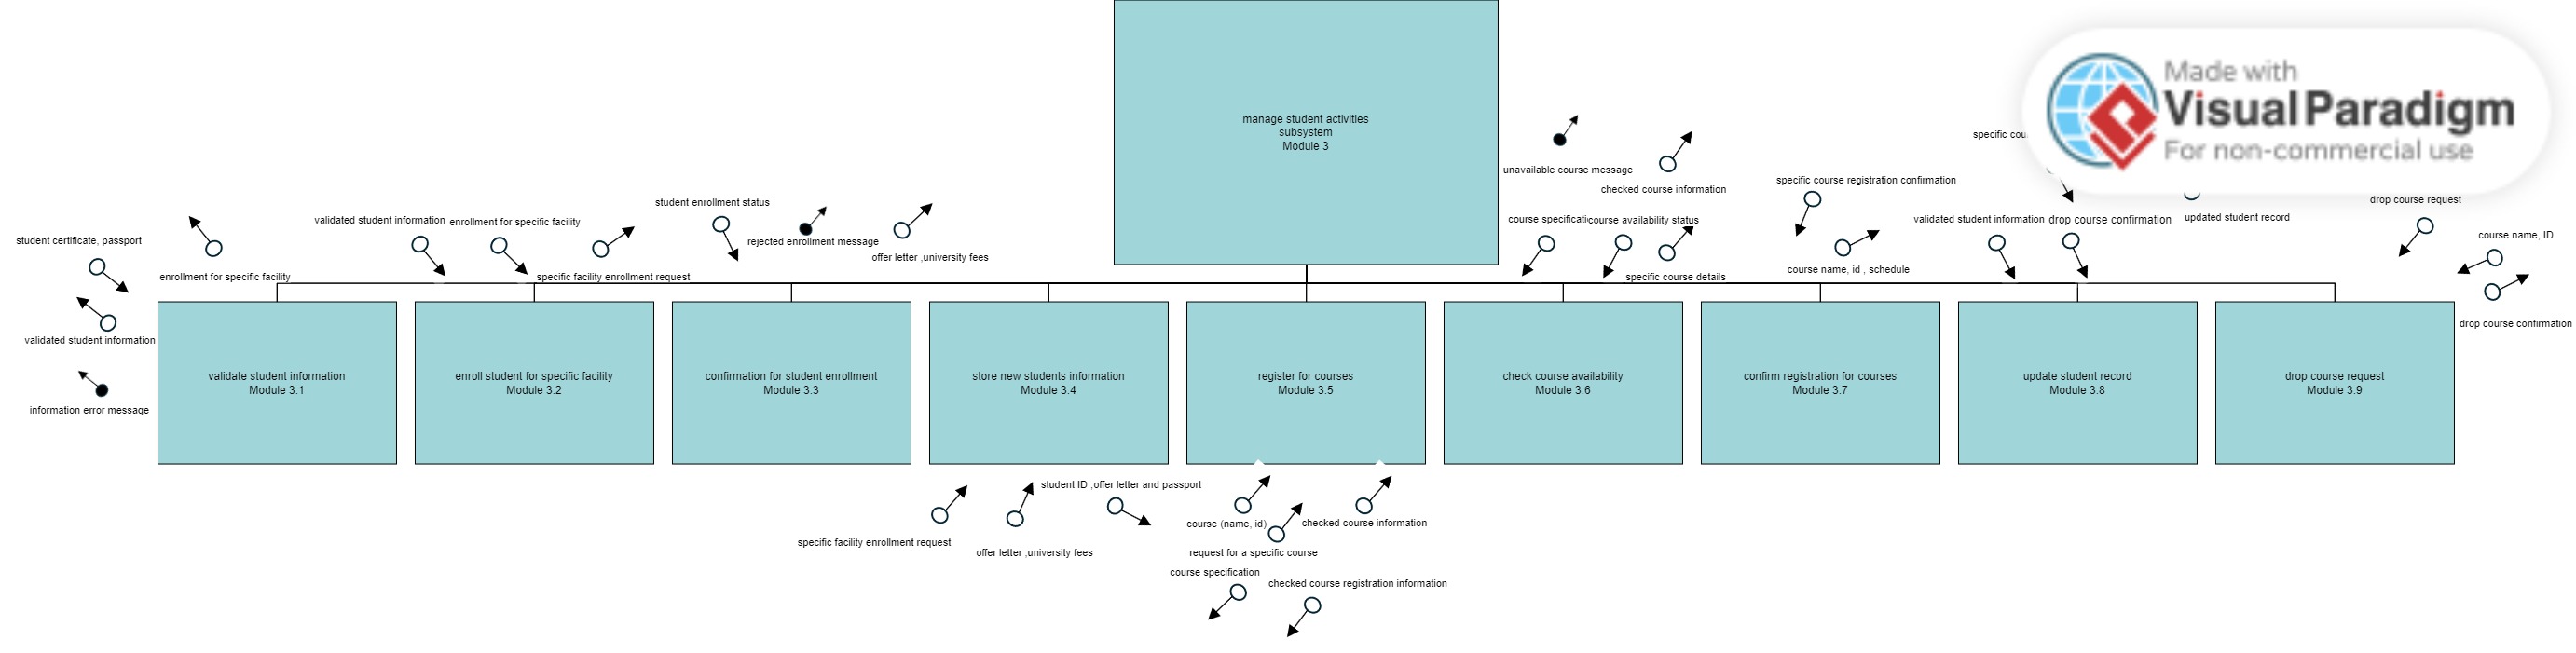 manage student activities
subsystem
Module 3
Made with
Visual Paradigm
For non-commercial use
specific
unavailable course message
checked course information
specific course registration confirmation
student enrollment status
drop course request
validated student information
enrollment for specific facility
rejected enrollment message
course availability status
validated student information
drop course confirmation
updated student record
student certificate, passport
offer letter ,university fees
course name, ID
enrollment for specific facility
specific facility enrollment request
specific course details
course name, id , schedule
validated student information
drop course confirmation
information error message
validate student information
Module 3.1
enroll student for specific facility
Module 3.2
confirmation for student enrollment
Module 3.3
store new students information
Module 3.4
register for courses
Module 3.5
check course availability
Module 3.6
confirm registration for courses
Module 3.7
update student record
Module 3.8
drop course request
Module 3.9
student ID ,offer letter and passport
course (name, id)
checked course information
specific facility enrollment request
offer letter ,university fees
request for a specific course
course specification
checked course registration information